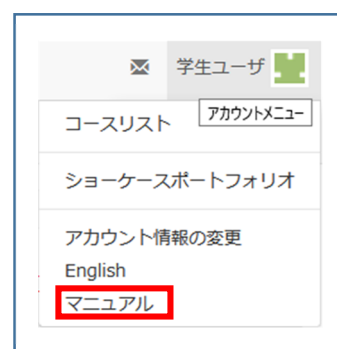 学生ユーザ
アカウントメニュー
コースリスト
ショーケースポートフォリオ
アカウント情報の変更
English
マニュアル